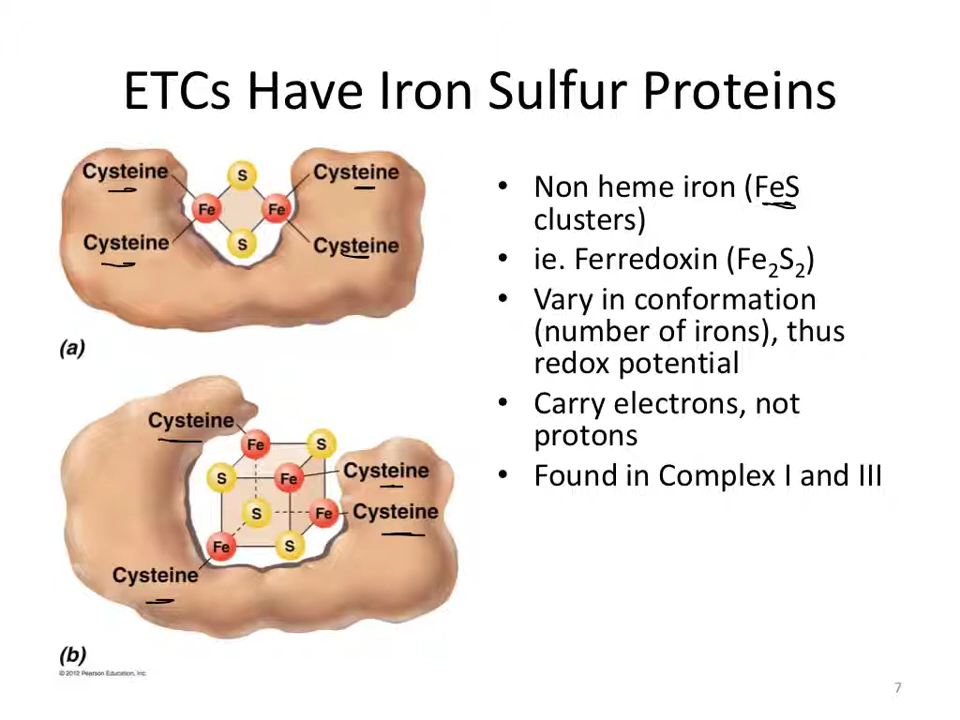 ETCs Have Iron Sulfur Proteins
Cysteine
S
Cysteine
Fe
Fe
Cysteine
S
Cysteine
(a)
Cysteine
Fe
S
S
Fe
Cysteine
S
Fe
Cysteine
Fe
S
Cysteine
(b)
© 2012 Pearson Education, Inc.
• Non heme iron (FeS
clusters)
• ie. Ferredoxin (Fe₂S₂)
• Vary in conformation
(number of irons), thus
redox potential
• Carry electrons, not
protons
• Found in Complex I and III
7